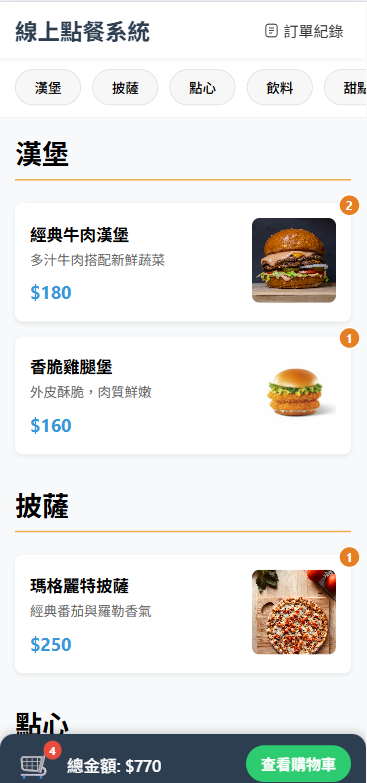 線上點餐系統
訂單紀錄
漢堡 披薩 點心 飲料 甜點
漢堡
2
經典牛肉漢堡
多汁牛肉搭配新鮮蔬菜
$180
1
香脆雞腿堡
外皮酥脆，肉質鮮嫩
$160
披薩
1
瑪格麗特披薩
經典番茄與羅勒香氣
$250
點心
4
總金額: $770
查看購物車